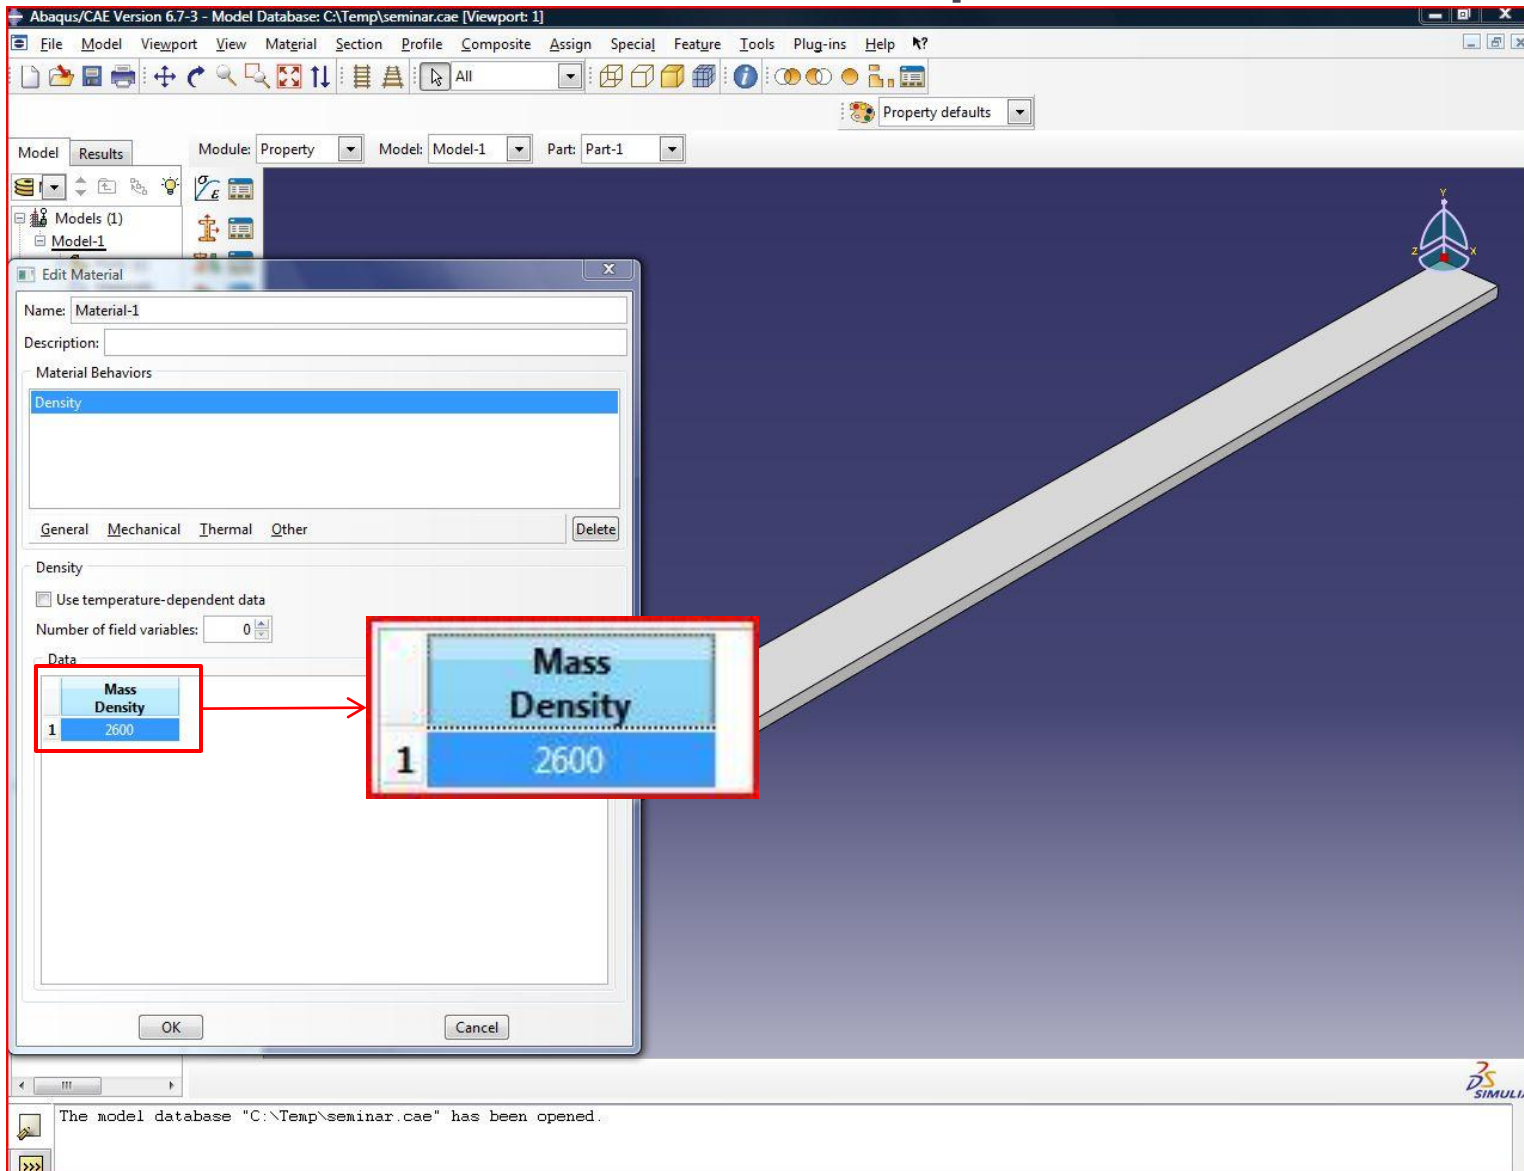 Abaqus/CAE Version 6.7-3 - Model Database: C:\Temp\seminar.cae [Viewport: 1]
File Model Viewport View Material Section Profile Composite Assign Special Feature Tools Plug-ins Help
All
Property defaults
Model Results Module: Property Model: Model-1 Part: Part-1
σ ε
Models (1)
Model-1
Y
Z X
Edit Material
Name: Material-1
Description:
Material Behaviors
Density
General Mechanical Thermal Other Delete
Density
Use temperature-dependent data
Number of field variables: 0
Data
Mass
Density
1 2600
Mass
Density
1 2600
OK Cancel
SIMULI
The model database "C:\Temp\seminar.cae" has been opened.
>>>